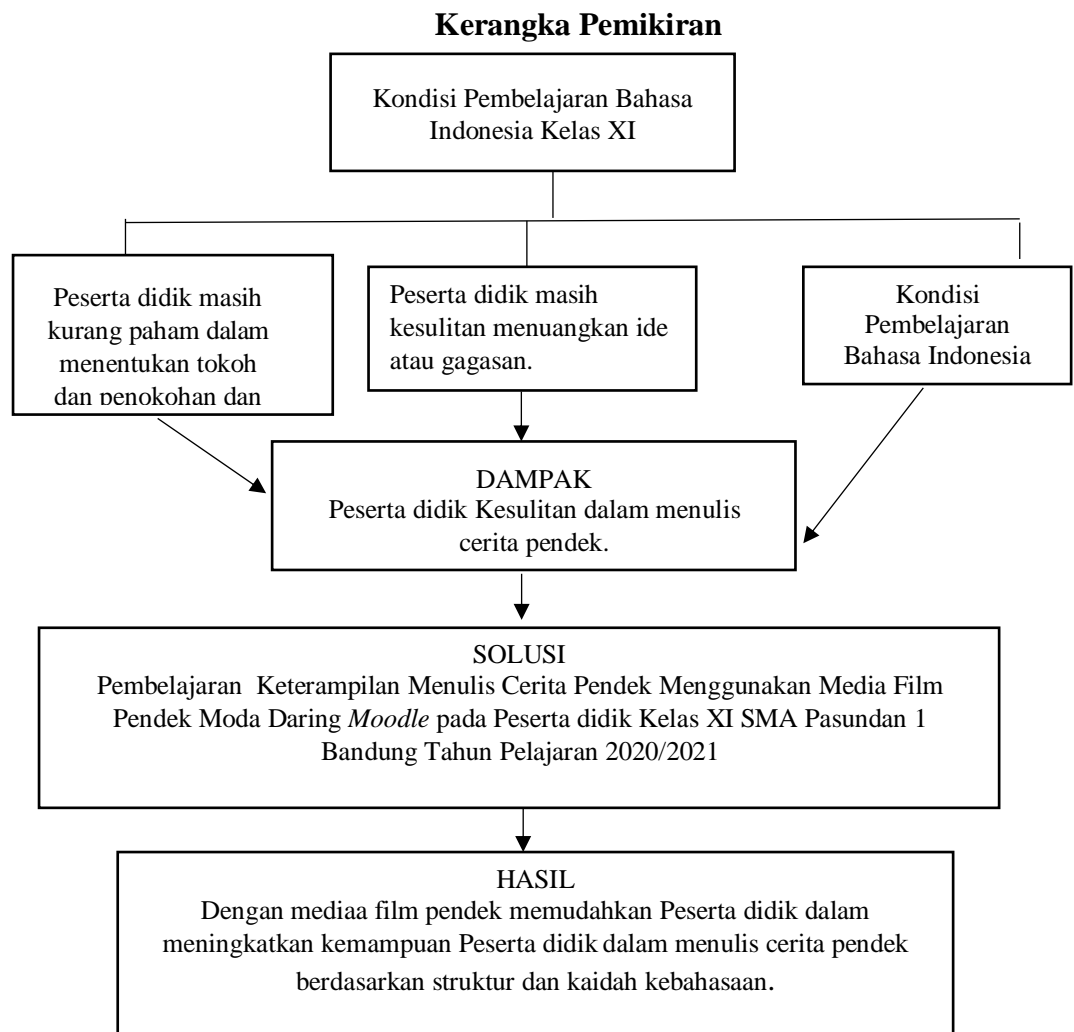 Kerangka Pemikiran
Kondisi Pembelajaran Bahasa
Indonesia Kelas XI
Peserta didik masih
kurang paham dalam
menentukan tokoh
dan penokohan dan
Peserta didik masih
kesulitan menuangkan ide
atau gagasan.
Kondisi
Pembelajaran
Bahasa Indonesia
DAMPAK
Peserta didik Kesulitan dalam menulis
cerita pendek.
SOLUSI
Pembelajaran Keterampilan Menulis Cerita Pendek Menggunakan Media Film
Pendek Moda Daring Moodle pada Peserta didik Kelas XI SMA Pasundan 1
Bandung Tahun Pelajaran 2020/2021
HASIL
Dengan mediaa film pendek memudahkan Peserta didik dalam
meningkatkan kemampuan Peserta didik dalam menulis cerita pendek
berdasarkan struktur dan kaidah kebahasaan.